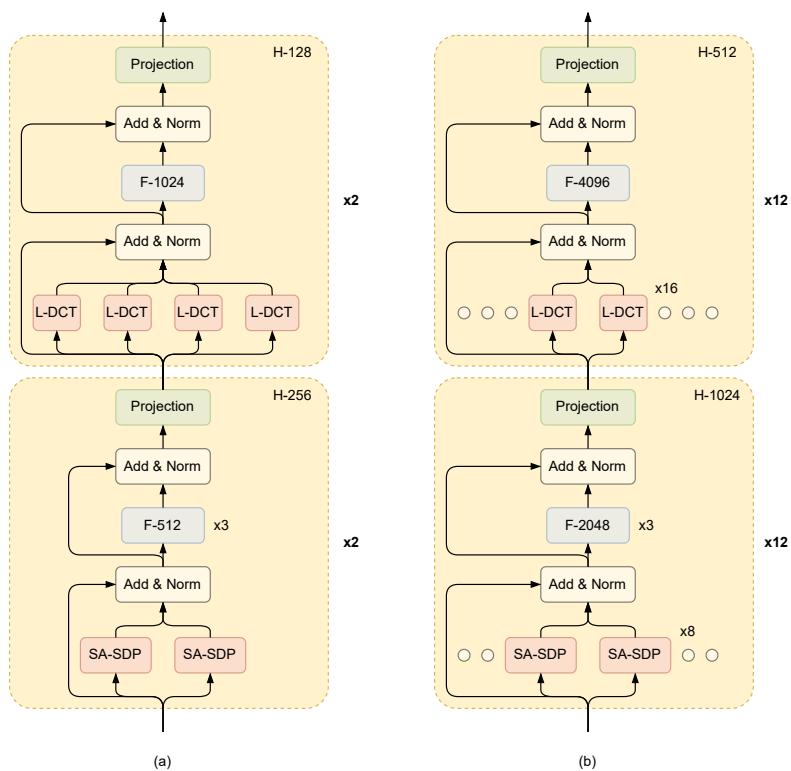 H-128
Projection
Add & Norm
F-1024
x2
Add & Norm
L-DCT
L-DCT
L-DCT
L-DCT
H-256
Projection
Add & Norm
F-512
x3
x2
Add & Norm
SA-SDP
SA-SDP
(a)
H-512
Projection
Add & Norm
F-4096
x12
Add & Norm
x16
L-DCT
L-DCT
H-1024
Projection
Add & Norm
F-2048
x3
x12
Add & Norm
x8
SA-SDP
SA-SDP
(b)